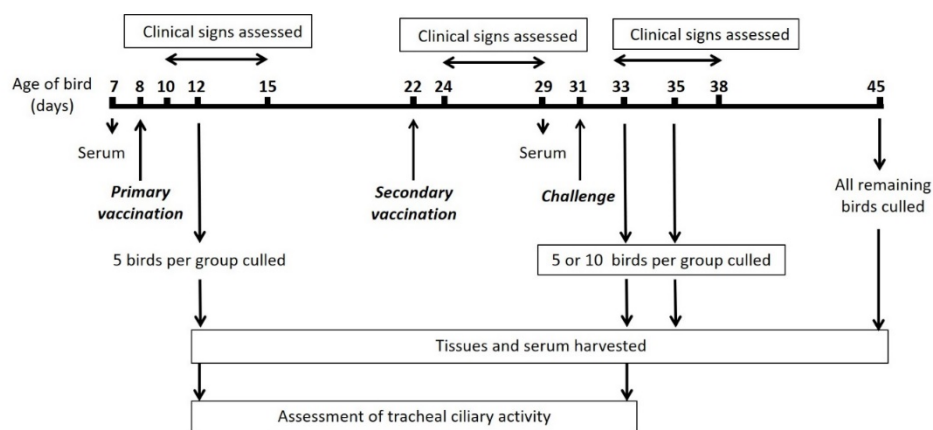 Clinical signs assessed
Clinical signs assessed
Clinical signs assessed
Age of bird
(days)
7 8 10 12 15 22 24 29 31 33 35 38 45
Serum
Primary
vaccination
Secondary
vaccination
Serum
Challenge
All remaining
birds culled
5 birds per group culled
5 or 10 birds per group culled
Tissues and serum harvested
Assessment of tracheal ciliary activity